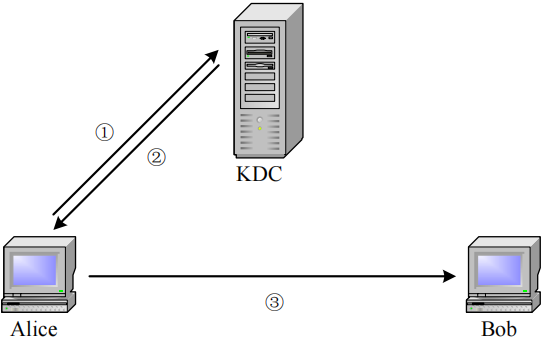 ①
②
KDC
③
Alice
Bob